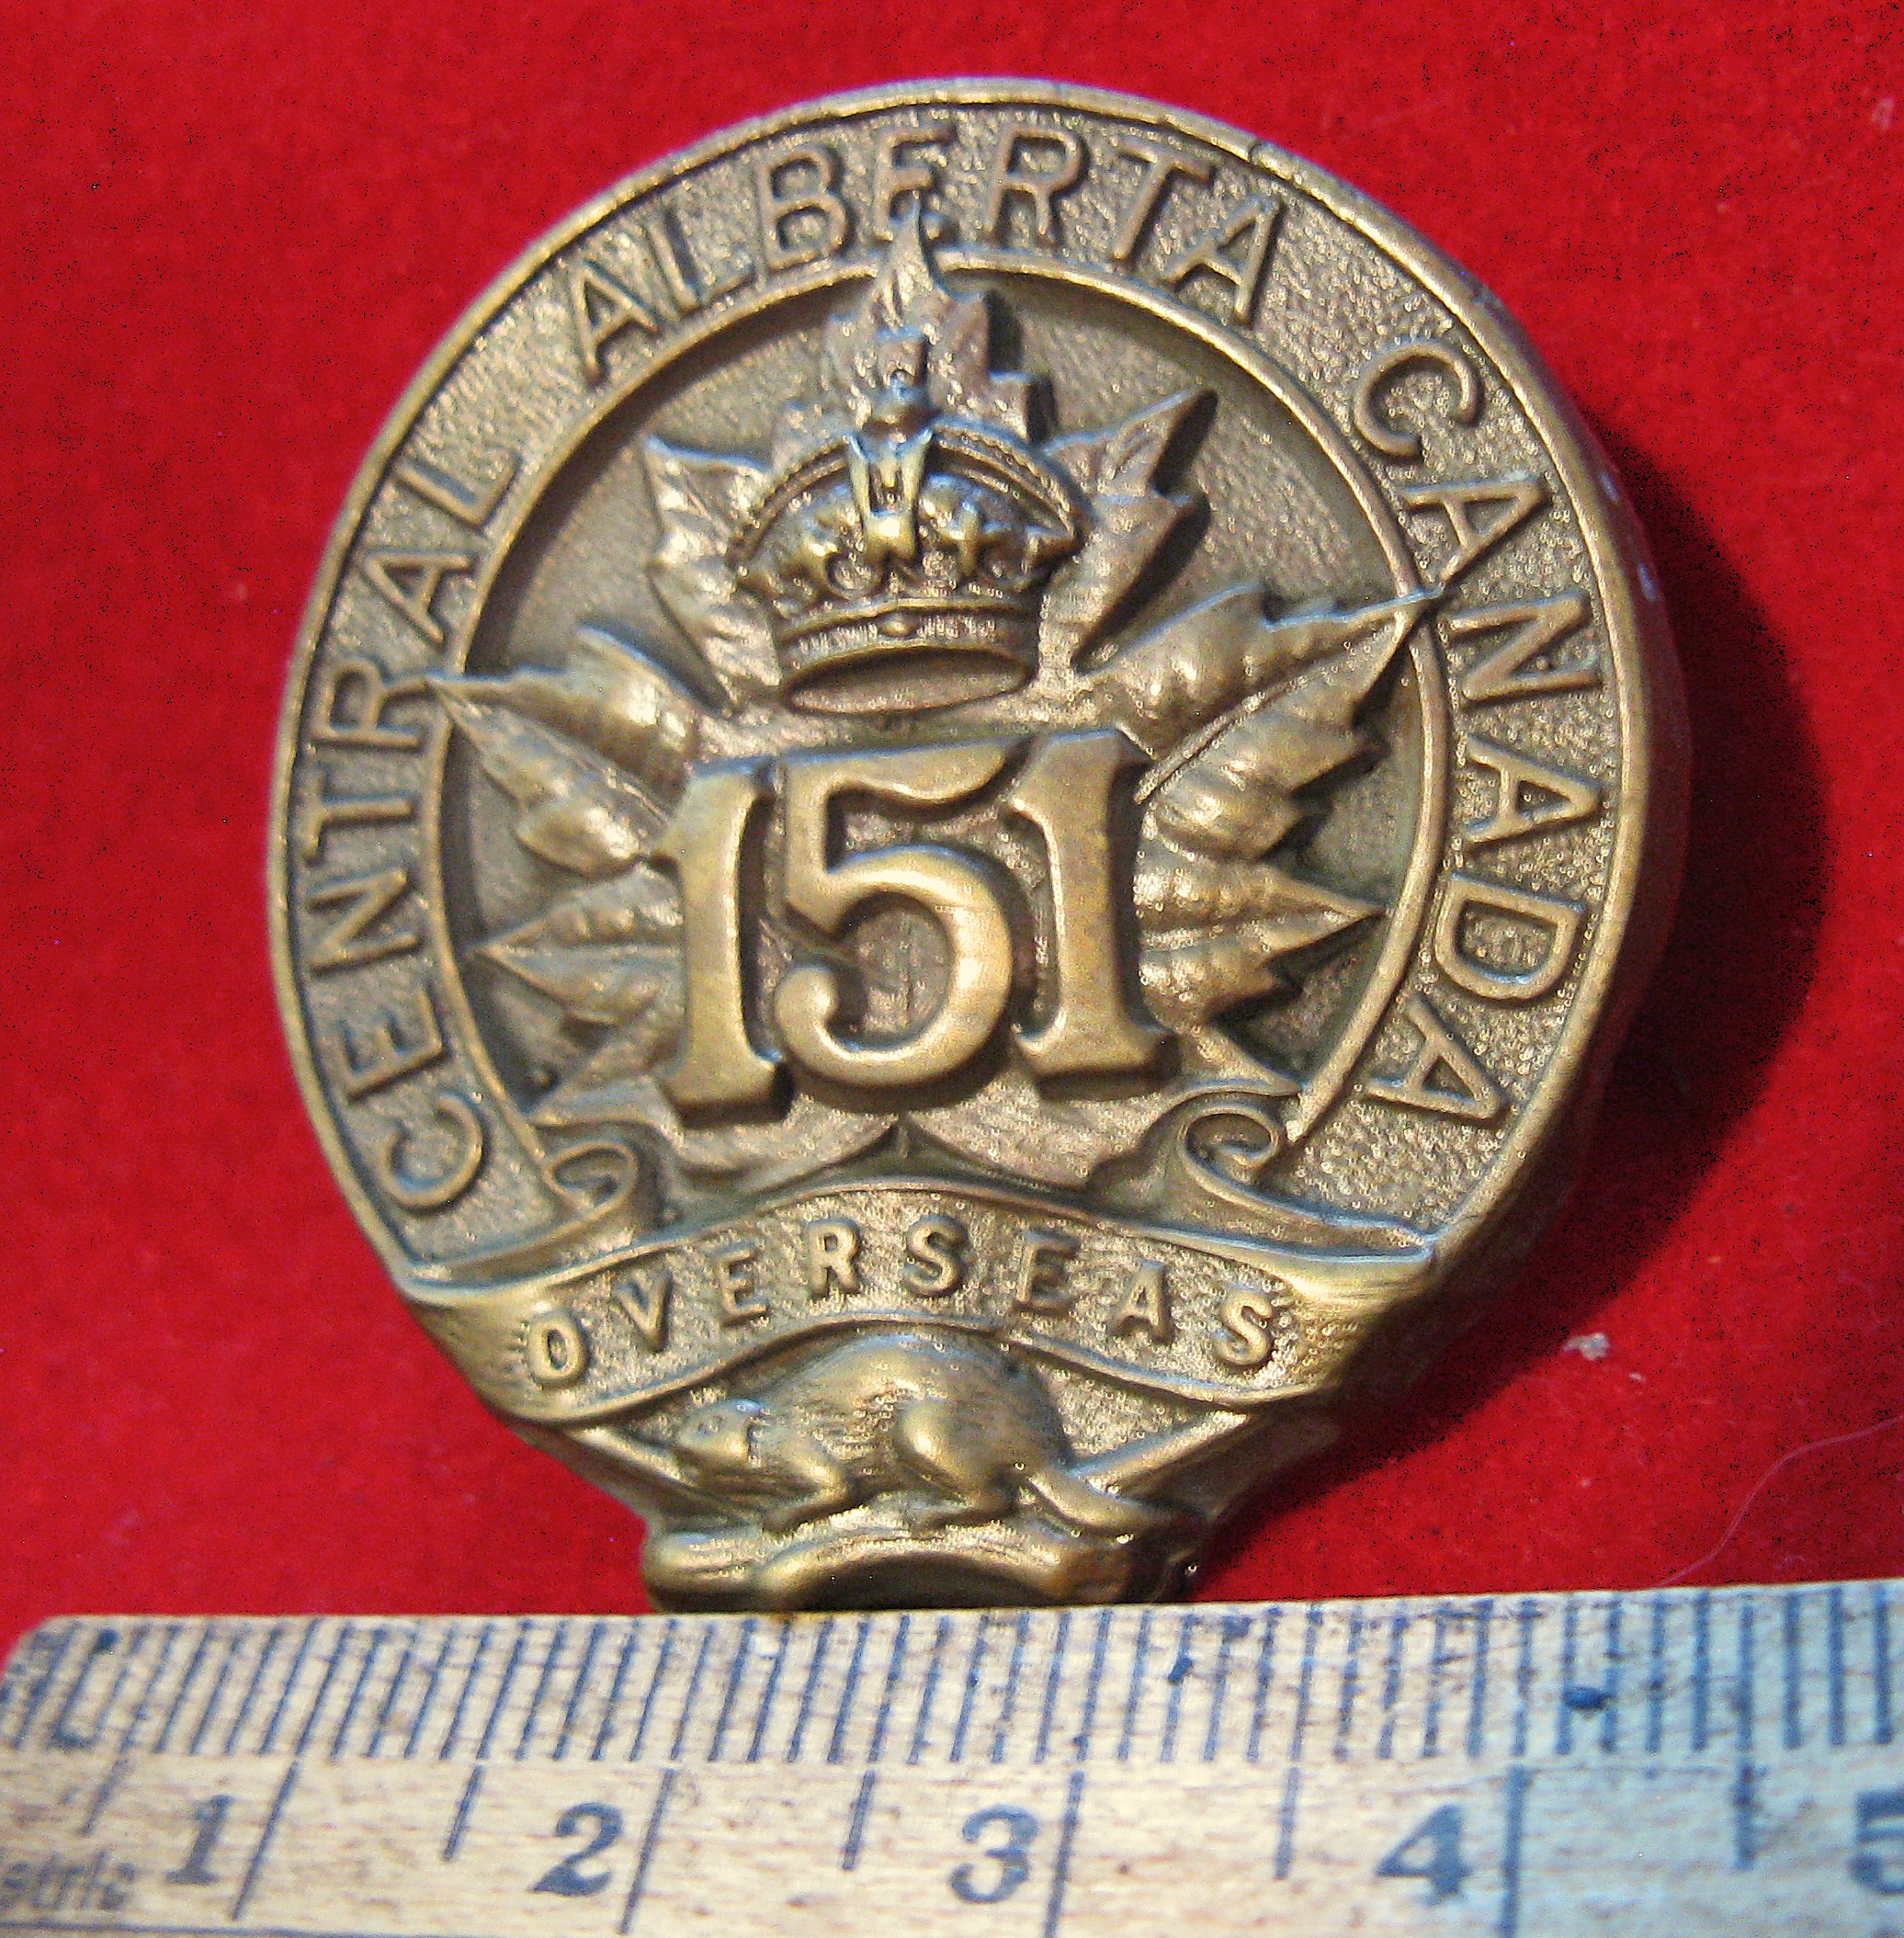 CENTRAL ALBERTA CANADA
151
OVERSEAS
1 2 3 4 5